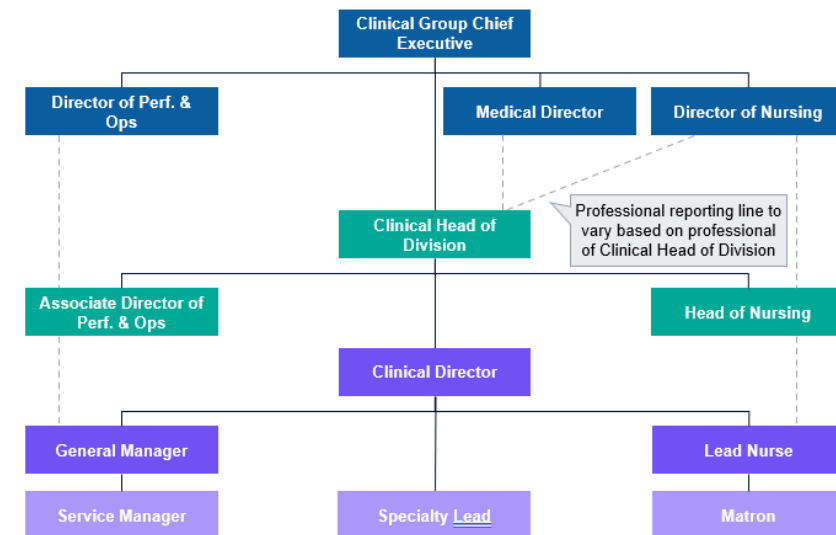 Clinical Group Chief
Executive
Director of Perf. &
Ops
Medical Director
Director of Nursing
Professional reporting line to
vary based on professional
of Clinical Head of Division
Clinical Head of
Division
Associate Director of
Perf. & Ops
Head of Nursing
Clinical Director
General Manager
Lead Nurse
Service Manager
Specialty Lead
Matron